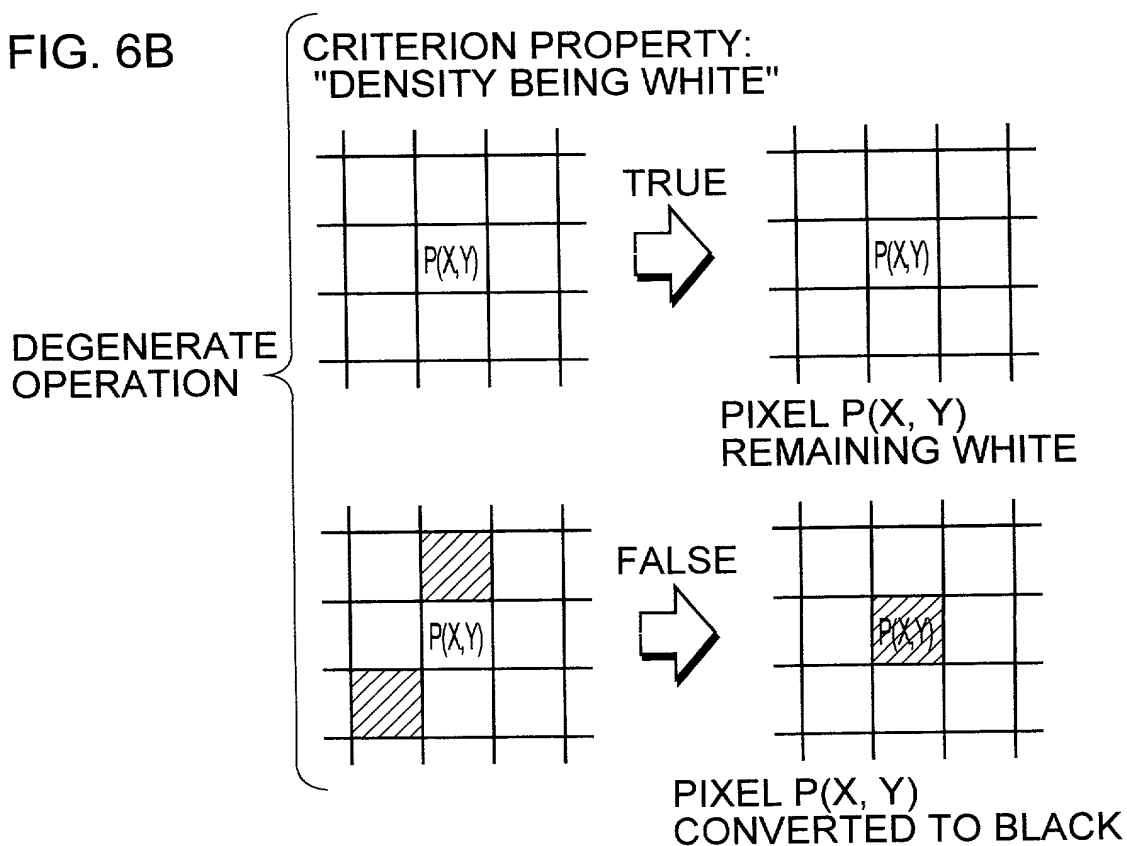 FIG. 6B
CRITERION PROPERTY:
"DENSITY BEING WHITE"
P(X,Y)
TRUE
P(X,Y)
DEGENERATE
OPERATION
PIXEL P(X, Y)
REMAINING WHITE
P(X,Y)
FALSE
P(X,Y)
PIXEL P(X, Y)
CONVERTED TO BLACK